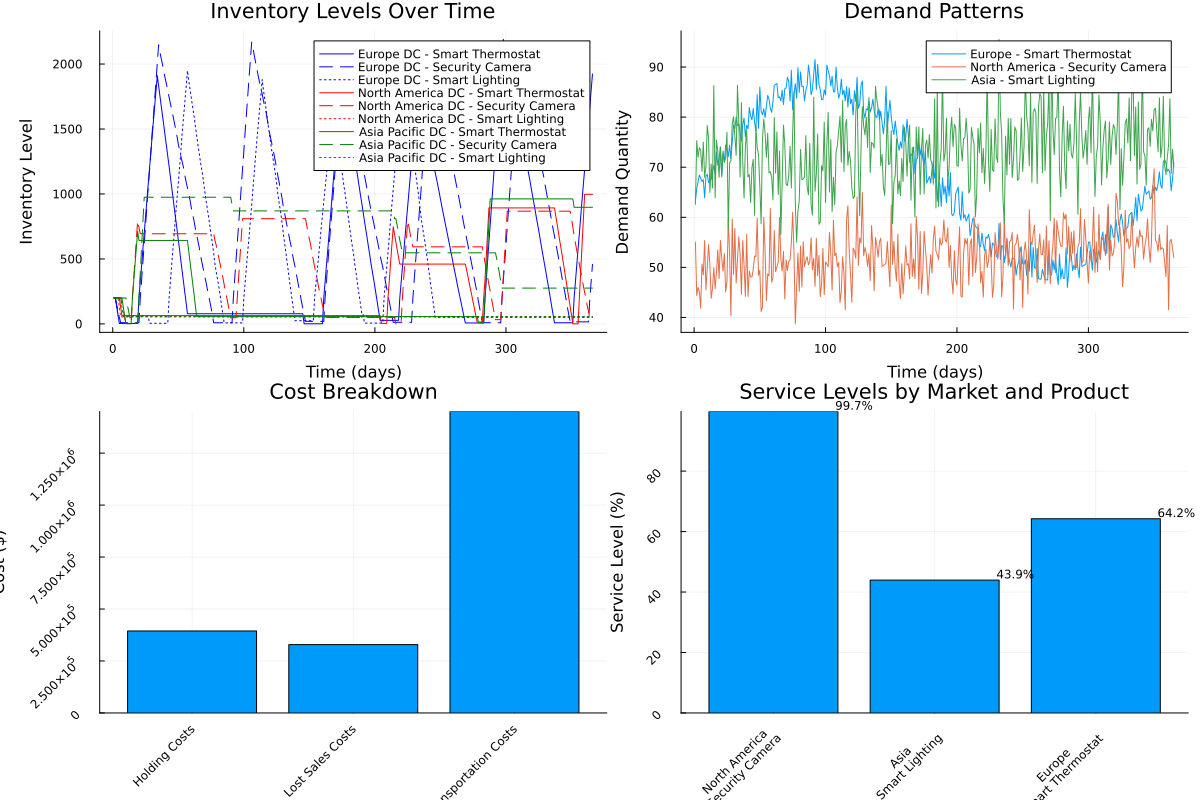 Inventory Levels Over Time
Inventory Level
2000
1500
1000
500
0
Europe DC - Smart Thermostat
Europe DC - Security Camera
Europe DC - Smart Lighting
North America DC - Smart Thermostat
North America DC - Security Camera
North America DC - Smart Lighting
Asia Pacific DC - Smart Thermostat
Asia Pacific DC - Security Camera
Asia Pacific DC - Smart Lighting
0 100 200 300
Time (days)
Demand Patterns
Demand Quantity
90
80
70
60
50
40
Europe - Smart Thermostat
North America - Security Camera
Asia - Smart Lighting
0 100 200 300
Time (days)
Cost Breakdown
Cost ($)
1.250×10⁶
1.000×10⁶
7.500×10⁵
5.000×10⁵
2.500×10⁵
0
Holding Costs
Lost Sales Costs
nsportation Costs
Service Levels by Market and Product
Service Level (%)
80
60
40
20
0
99.7%
43.9%
64.2%
North America
ecurity Camera
Asia
Smart Lighting
Europe
art Thermostat